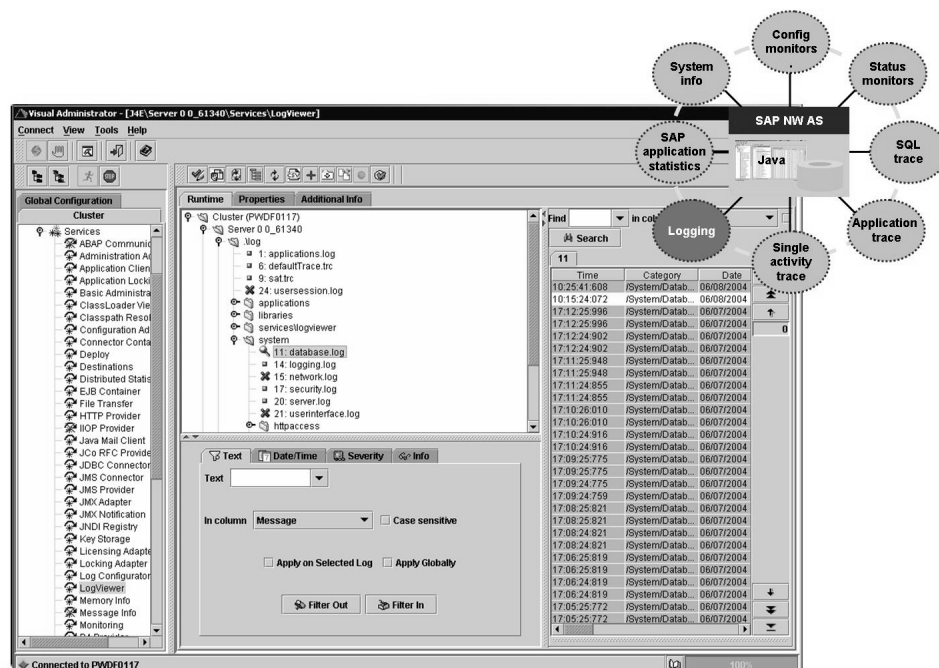 Config
monitors
System
info
Status
monitors
SAP NW AS
SAP
application
statistics
Java
SQL
trace
Logging
Application
trace
Single
activity
trace
Visual Administrator - [J4E\Server 0 0_61340\Services\LogViewer]
Connect View Tools Help
Global Configuration
Cluster
Services
ABAP Communic
Administration Ad
Application Clien
Application Locki
Basic Administra
ClassLoader Vie
Classpath Resol
Configuration Ad
Connector Conta
Deploy
Destinations
Distributed Statis
EJB Container
File Transfer
HTTP Provider
IIOP Provider
Java Mail Client
JCo RFC Provide
JDBC Connector
JMS Connector
JMS Provider
JMX Adapter
JMX Notification
JNDI Registry
Key Storage
Licensing Adapte
Locking Adapter
Log Configurator
LogViewer
Memory Info
Message Info
Monitoring
Runtime Properties Additional Info
Cluster (PWDF0117)
Server 0 0_61340
.\log
1: applications.log
6: defaultTrace.trc
9: sat.trc
24: usersession.log
applications
libraries
services\logviewer
system
11: database.log
14: logging.log
15: network.log
17: security.log
20: server.log
21: userinterface.log
httpaccess
Text Date/Time Severity Info
Text
In column Message Case sensitive
Apply on Selected Log Apply Globally
Filter Out Filter In
Find in colu
Search
11
Time Category Date
10:25:41:608 /System/Datab... 06/08/2004
10:15:24:072 /System/Datab... 06/08/2004
17:12:25:996 /System/Datab... 06/07/2004
17:12:25:996 /System/Datab... 06/07/2004
17:12:24:902 /System/Datab... 06/07/2004
17:12:24:902 /System/Datab... 06/07/2004
17:11:25:948 /System/Datab... 06/07/2004
17:11:25:948 /System/Datab... 06/07/2004
17:11:24:855 /System/Datab... 06/07/2004
17:11:24:855 /System/Datab... 06/07/2004
17:10:26:010 /System/Datab... 06/07/2004
17:10:26:010 /System/Datab... 06/07/2004
17:10:24:916 /System/Datab... 06/07/2004
17:10:24:916 /System/Datab... 06/07/2004
17:09:25:775 /System/Datab... 06/07/2004
17:09:25:775 /System/Datab... 06/07/2004
17:09:24:775 /System/Datab... 06/07/2004
17:09:24:759 /System/Datab... 06/07/2004
17:08:25:821 /System/Datab... 06/07/2004
17:08:25:821 /System/Datab... 06/07/2004
17:08:24:821 /System/Datab... 06/07/2004
17:08:24:821 /System/Datab... 06/07/2004
17:06:25:819 /System/Datab... 06/07/2004
17:06:25:819 /System/Datab... 06/07/2004
17:06:24:819 /System/Datab... 06/07/2004
17:06:24:819 /System/Datab... 06/07/2004
17:05:25:772 /System/Datab... 06/07/2004
17:05:25:772 /System/Datab... 06/07/2004
0
Connected to PWDF0117
100%